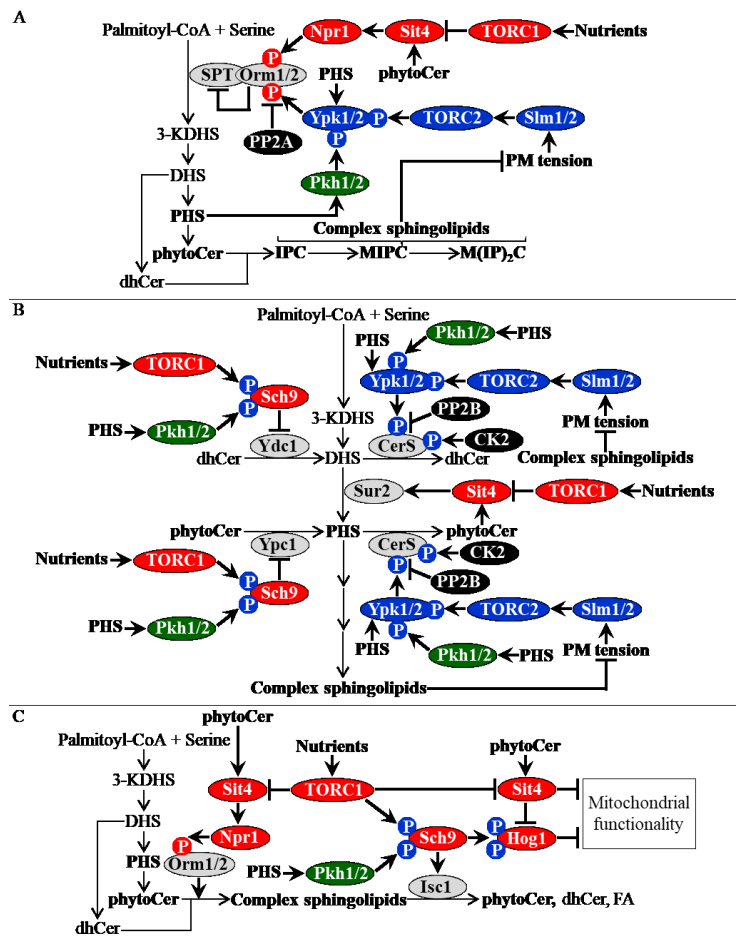 A
Palmitoyl-CoA + Serine
Npr1
Sit4
TORC1
Nutrients
P
SPT
Orm1/2
PHS
phytoCer
P
Ypk1/2
P
TORC2
Slm1/2
3-KDHS
PP2A
P
PM tension
DHS
Pkh1/2
PHS
Complex sphingolipids
phytoCer
IPC
MIPC
M(IP)₂C
dhCer
B
Palmitoyl-CoA + Serine
PHS
Pkh1/2
PHS
Nutrients
TORC1
P
P
Sch9
Ypk1/2
P
TORC2
Slm1/2
P
3-KDHS
PP2B
PM tension
PHS
Pkh1/2
P
Ydc1
CerS
P
CK2
dhCer
DHS
dhCer
Complex sphingolipids
Sur2
Sit4
TORC1
Nutrients
phytoCer
PHS
phytoCer
Ypc1
CerS
P
CK2
Nutrients
TORC1
P
P
PP2B
Sch9
P
Ypk1/2
P
TORC2
Slm1/2
PHS
Pkh1/2
PHS
P
Pkh1/2
PHS
PM tension
Complex sphingolipids
C
phytoCer
Palmitoyl-CoA + Serine
Nutrients
phytoCer
3-KDHS
Sit4
TORC1
Sit4
Mitochondrial
functionality
DHS
P
Npr1
P
Sch9
P
Hog1
P
P
PHS
Orm1/2
PHS
Pkh1/2
Isc1
phytoCer
Complex sphingolipids
phytoCer, dhCer, FA
dhCer